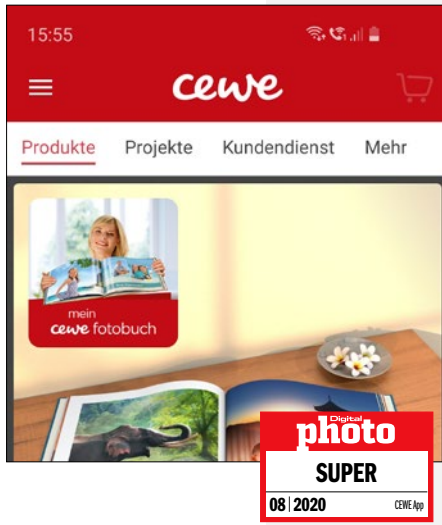 15:55
cewe
Produkte Projekte Kundendienst Mehr
mein
cewe fotobuch
Digital
photo
SUPER
08 | 2020 CEWE App